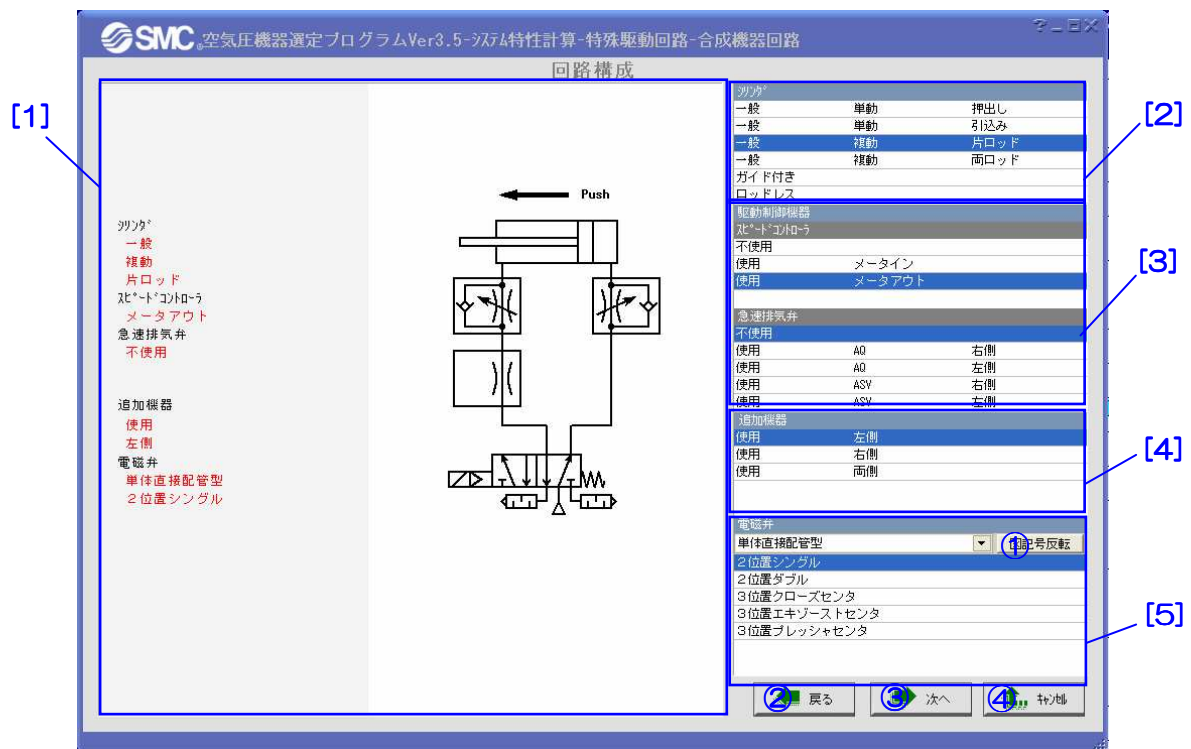 SMC 空気圧機器選定プログラムVer3.5-ｼｽﾃﾑ特性計算-特殊駆動回路-合成機器回路
回路構成
[1]
ｼﾘﾝﾀﾞ
一般
複動
片ロッド
ｽﾋﾟｰﾄﾞｺﾝﾄﾛｰﾗ
メータアウト
急速排気弁
不使用
追加機器
使用
左側
電磁弁
単体直接配管型
２位置シングル
Push
[2]
ｼﾘﾝﾀﾞ
一般 単動 押出し
一般 単動 引込み
一般 複動 片ロッド
一般 複動 両ロッド
ガイド付き
ロッドレス
[3]
駆動制御機器
ｽﾋﾟｰﾄﾞｺﾝﾄﾛｰﾗ
不使用
使用 メータイン
使用 メータアウト
急速排気弁
不使用
使用 AQ 右側
使用 AQ 左側
使用 ASV 右側
使用 ASV 左側
[4]
追加機器
使用 左側
使用 右側
使用 両側
[5]
電磁弁
単体直接配管型 ① 記号反転
２位置シングル
２位置ダブル
３位置クローズセンタ
３位置エキゾーストセンタ
３位置プレッシャセンタ
② 戻る ③ 次へ ④ ｷｬﾝｾﾙ